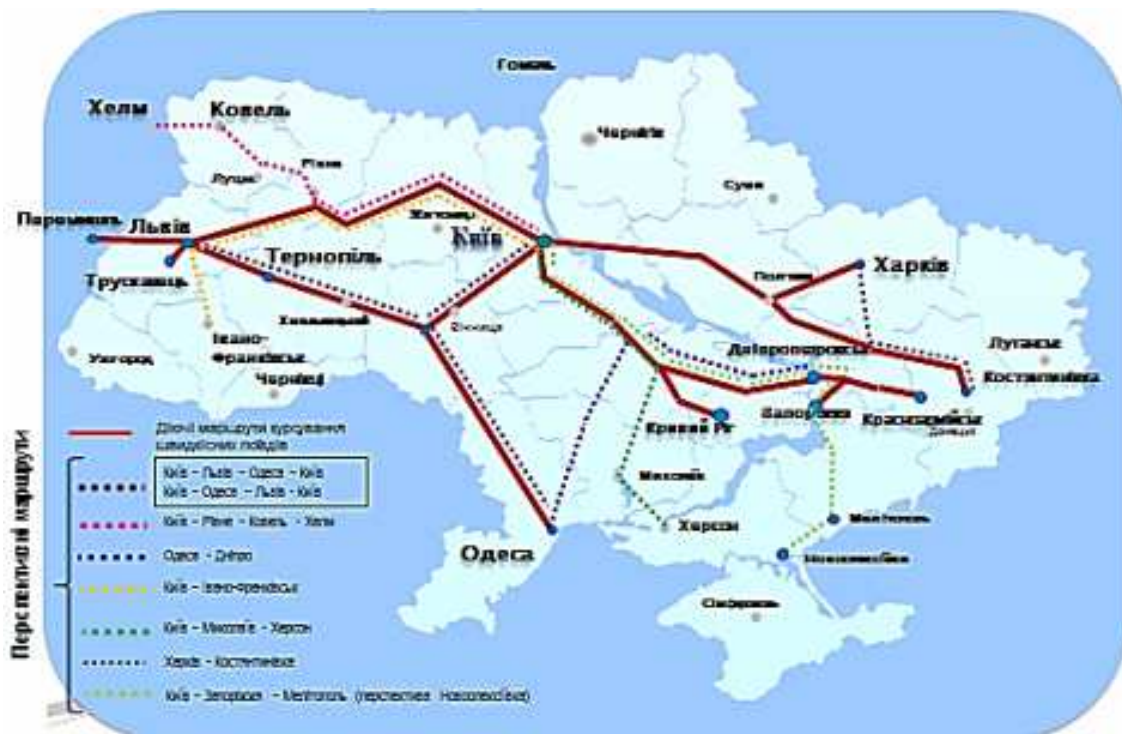 Гомель
Хелм
Ковель
Чернігів
Рівне
Луцьк
Суми
Житомир
Львів
Київ
Тернопіль
Харків
Полтава
Трускавець
Хмельницький
Вінниця
Івано-
Франківськ
Ужгород
Чернівці
Луганськ
Дніпропетровськ
Костянтинівка
Запоріжжя
Красноармійськ
Донецьк
Кривий Ріг
Миколаїв
Херсон
Мелітополь
Одеса
Новоолексіївка
Сімферополь
Діючі маршрути курсування
швидкісних поїздів
Перспективні маршрути
Київ – Львів – Одеса – Київ
Київ – Одеса – Львів - Київ
Київ – Рівне – Ковель - Хелм
Одеса - Дніпро
Київ – Івано-Франківськ
Київ – Миколаїв - Херсон
Харків - Костянтинівка
Київ – Запоріжжя – Мелітополь (перспектива Новоолексіївка)